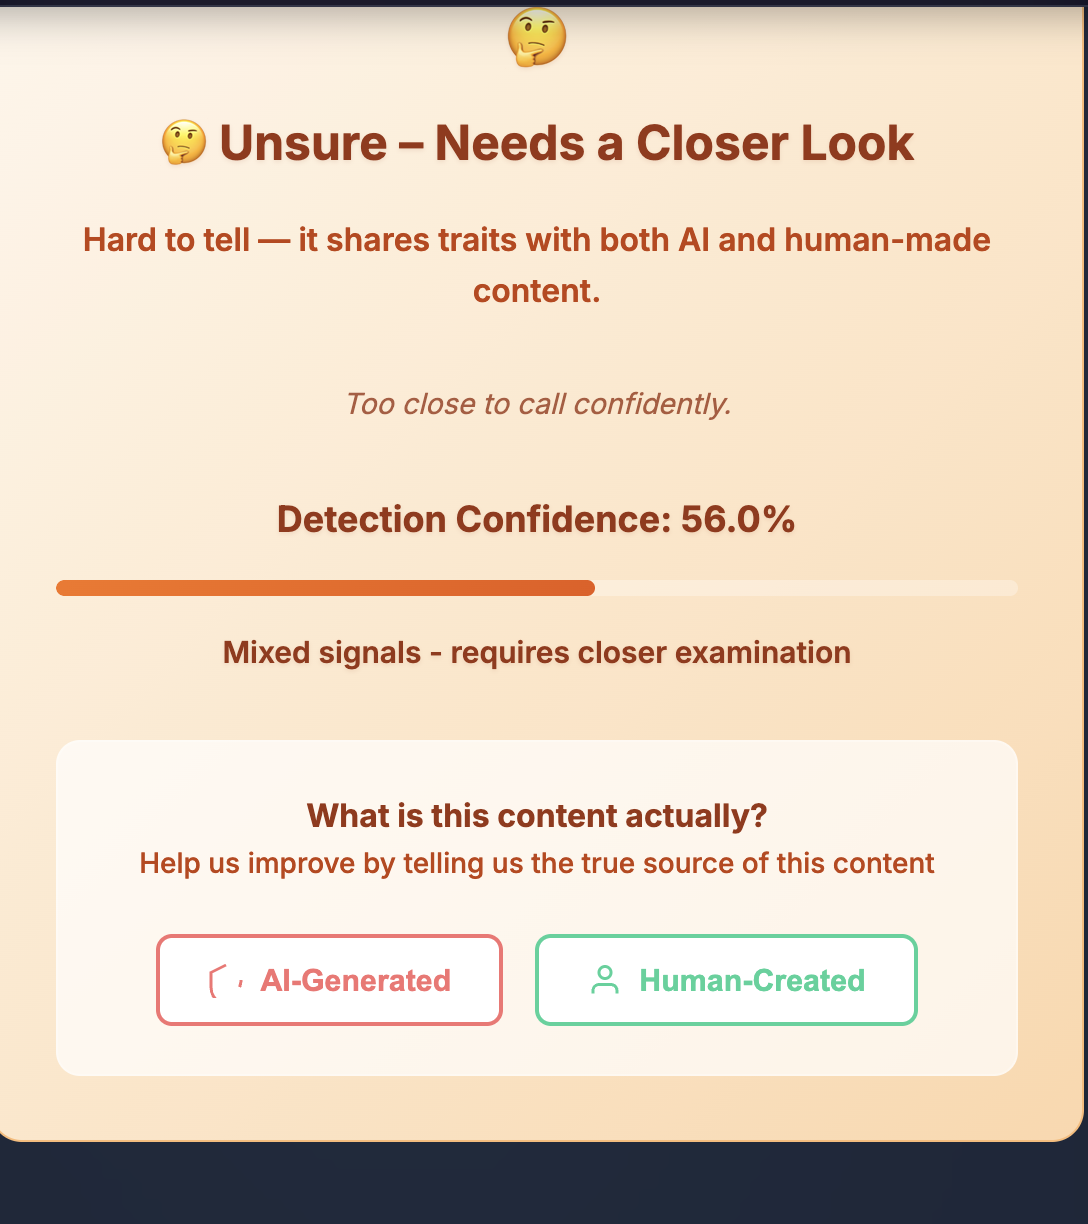 🤔
🤔 Unsure – Needs a Closer Look
Hard to tell — it shares traits with both AI and human-made
content.
Too close to call confidently.
Detection Confidence: 56.0%
Mixed signals - requires closer examination
What is this content actually?
Help us improve by telling us the true source of this content
AI-Generated
Human-Created